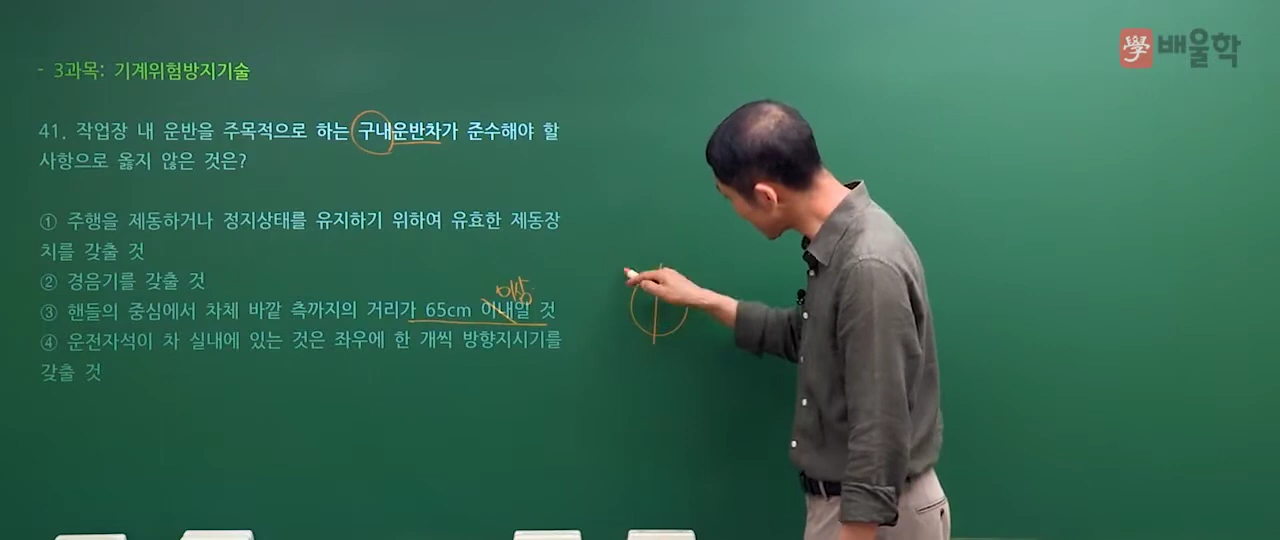 學 배울학
- 3과목: 기계위험방지기술
41. 작업장 내 운반을 주목적으로 하는 구내운반차가 준수해야 할
사항으로 옳지 않은 것은?
① 주행을 제동하거나 정지상태를 유지하기 위하여 유효한 제동장
치를 갖출 것
② 경음기를 갖출 것
이상
③ 핸들의 중심에서 차체 바깥 측까지의 거리가 65cm 이내일 것
④ 운전자석이 차 실내에 있는 것은 좌우에 한 개씩 방향지시기를
갖출 것